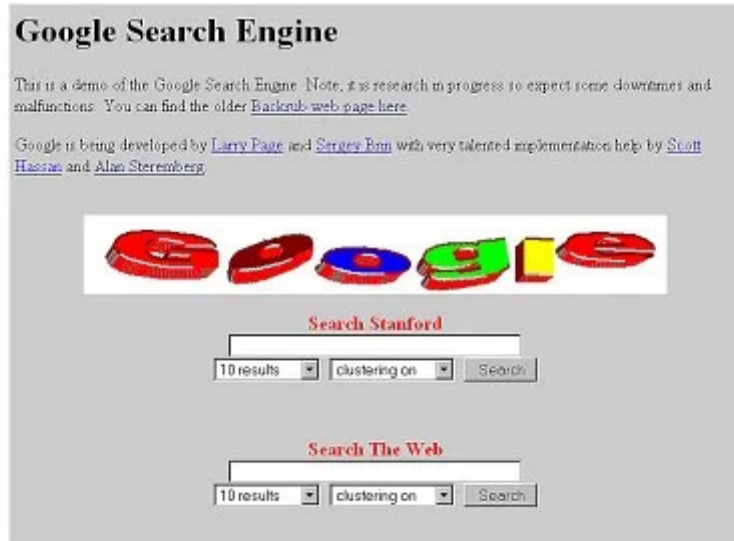 Google Search Engine
This is a demo of the Google Search Engine. Note, it is research in progress so expect some downtimes and
malfunctions. You can find the older Backrub web page here.
Google is being developed by Larry Page and Sergey Brin with very talented implementation help by Scott
Hassan and Alan Steremberg.
Google
Search Stanford
10 results clustering on Search
Search The Web
10 results clustering on Search